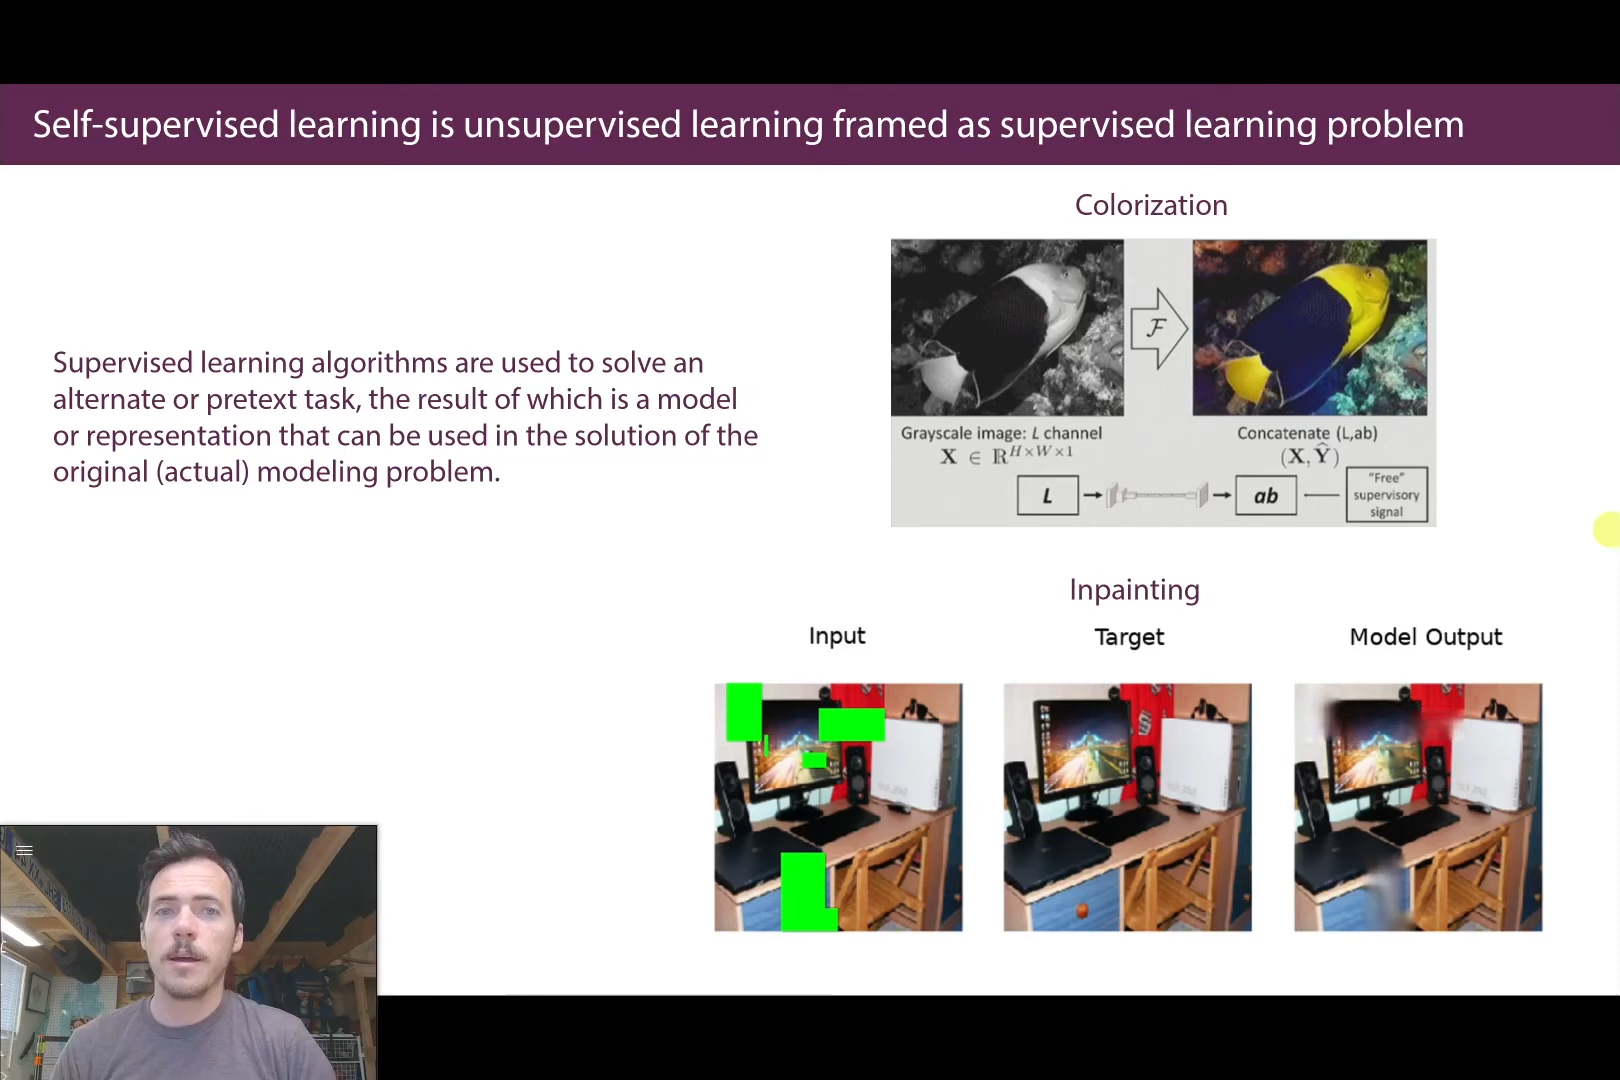 Self-supervised learning is unsupervised learning framed as supervised learning problem
Supervised learning algorithms are used to solve an
alternate or pretext task, the result of which is a model
or representation that can be used in the solution of the
original (actual) modeling problem.
Colorization
F
Grayscale image: L channel
X ∈ ℝ^{H×W×1}
Concatenate (L,ab)
(X, Ŷ)
L
ab
"Free"
supervisory
signal
Inpainting
Input
Target
Model Output